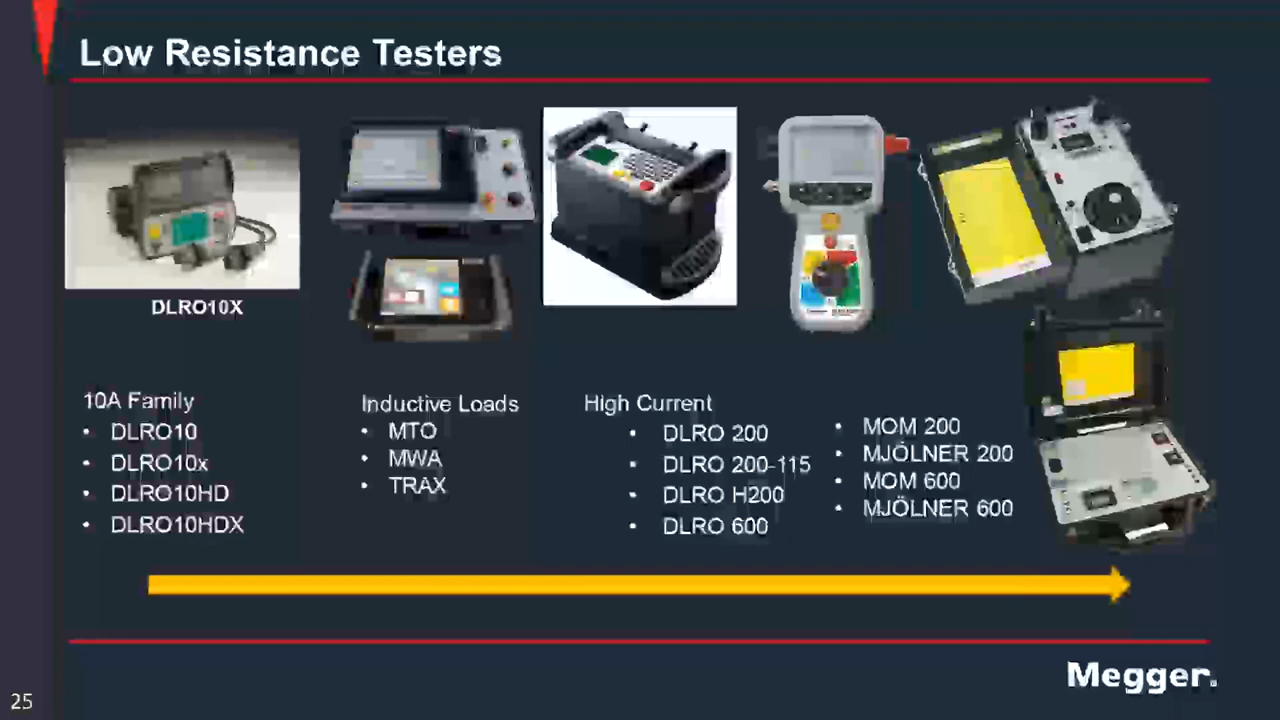 Low Resistance Testers
DLRO10X
10A Family
• DLRO10
• DLRO10x
• DLRO10HD
• DLRO10HDX
Inductive Loads
• MTO
• MWA
• TRAX
High Current
• DLRO 200
• DLRO 200-115
• DLRO H200
• DLRO 600
• MOM 200
• MJÖLNER 200
• MOM 600
• MJÖLNER 600
Megger.
25